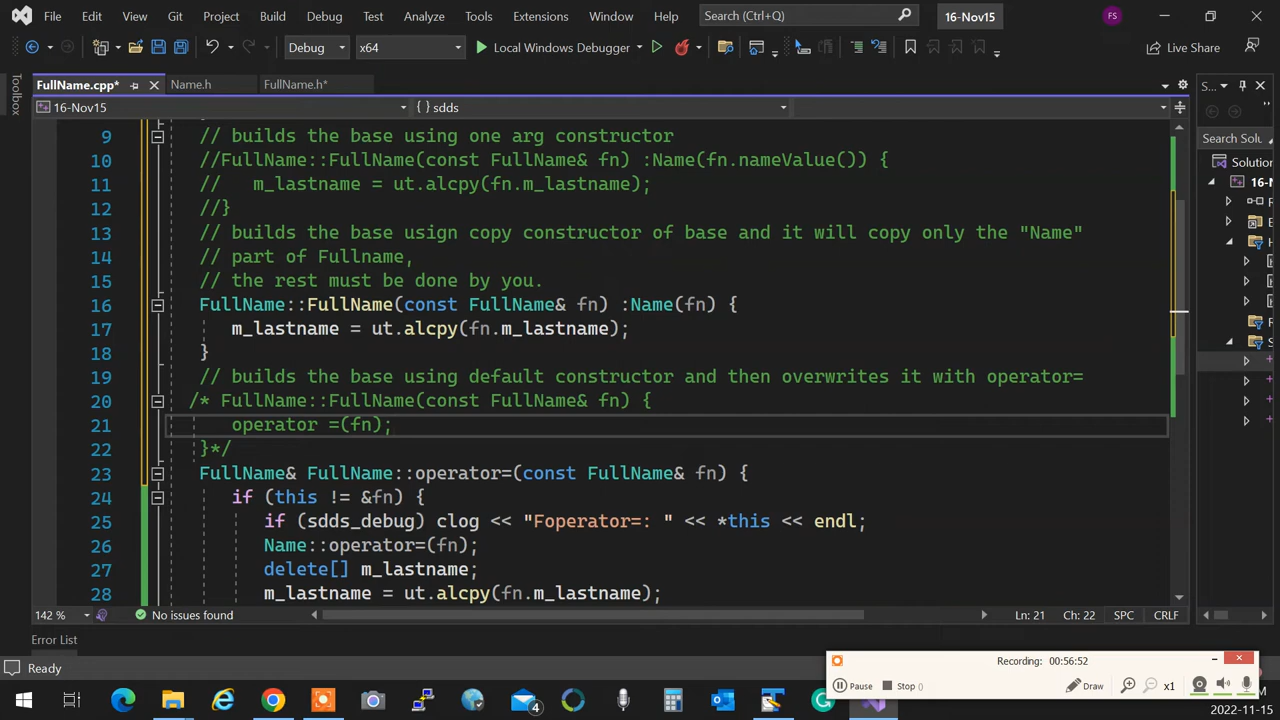 File Edit View Git Project Build Debug Test Analyze Tools Extensions Window Help Search (Ctrl+Q) 16-Nov15 FS
Debug x64 Local Windows Debugger Live Share
Toolbox
FullName.cpp* Name.h FullName.h* S...
16-Nov15 sdds
Search Solu
Solution
16-N
9 // builds the base using one arg constructor
10 //FullName::FullName(const FullName& fn) :Name(fn.nameValue()) {
11 // m_lastname = ut.alcpy(fn.m_lastname);
12 //}
13 // builds the base usign copy constructor of base and it will copy only the "Name"
14 // part of Fullname,
15 // the rest must be done by you.
16 FullName::FullName(const FullName& fn) :Name(fn) {
17 m_lastname = ut.alcpy(fn.m_lastname);
18 }
19 // builds the base using default constructor and then overwrites it with operator=
20 /* FullName::FullName(const FullName& fn) {
21 operator =(fn);
22 }*/
23 FullName& FullName::operator=(const FullName& fn) {
24 if (this != &fn) {
25 if (sdds_debug) clog << "Foperator=: " << *this << endl;
26 Name::operator=(fn);
27 delete[] m_lastname;
28 m_lastname = ut.alcpy(fn.m_lastname);
142 % No issues found Ln: 21 Ch: 22 SPC CRLF
Error List
Ready
Recording: 00:56:52
Pause Stop () Draw x1
4
2022-11-15